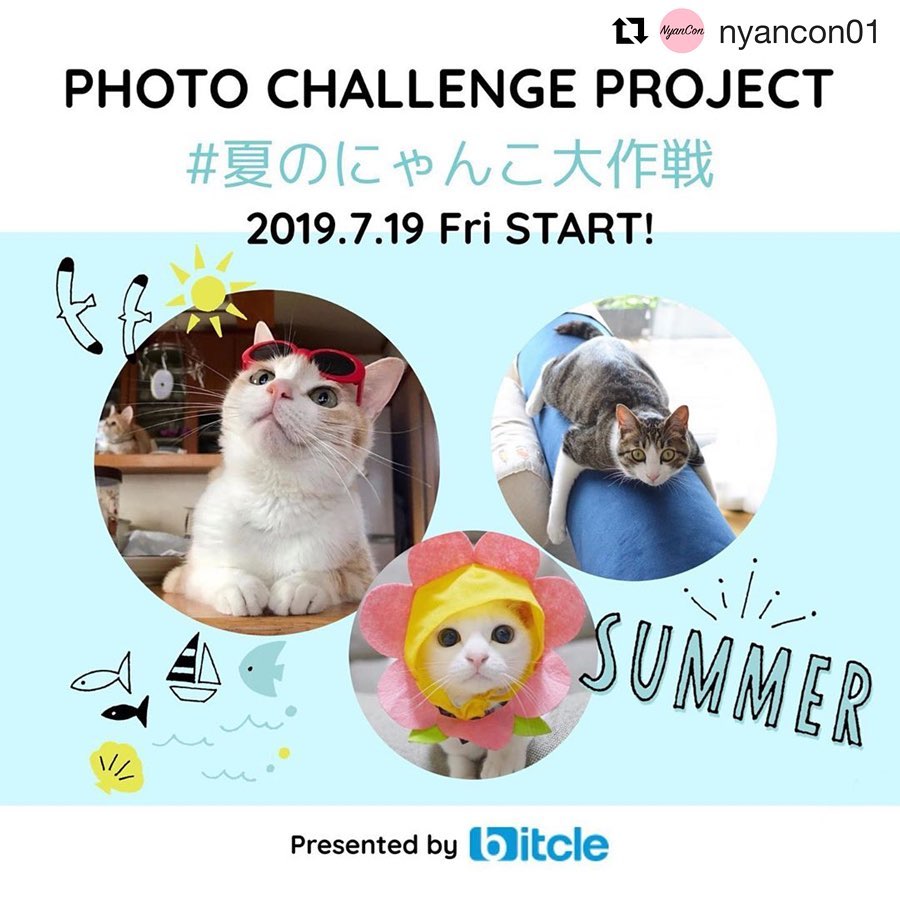 nyancon01
NyanCon
PHOTO CHALLENGE PROJECT
#夏のにゃんこ大作戦
2019.7.19 Fri START!
SUMMER
Presented by bitcle